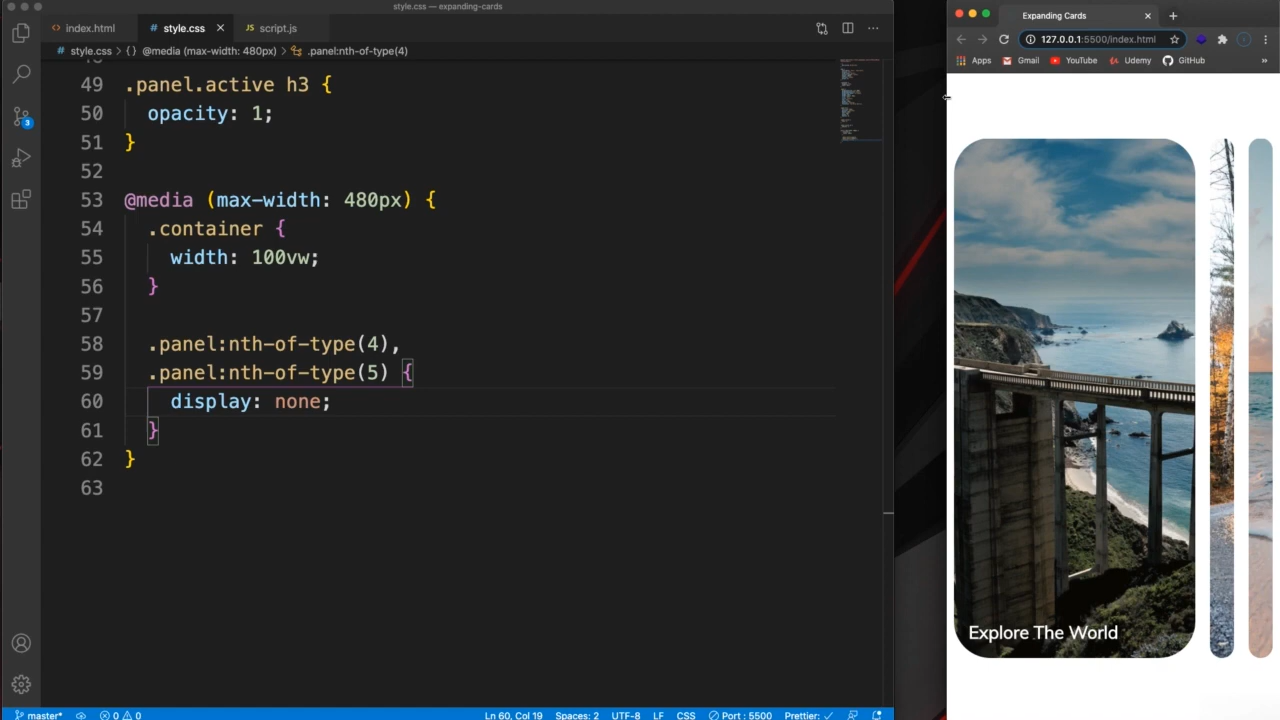 style.css — expanding-cards
index.html
style.css
script.js
style.css > {} @media (max-width: 480px) > .panel:nth-of-type(4)
49 .panel.active h3 {
50 opacity: 1;
51 }
52
53 @media (max-width: 480px) {
54 .container {
55 width: 100vw;
56 }
57
58 .panel:nth-of-type(4),
59 .panel:nth-of-type(5) {
60 display: none;
61 }
62 }
63
3
master*
0 0
Ln 60, Col 19
Spaces: 2
UTF-8
LF
CSS
Port : 5500
Prettier: ✓
Expanding Cards
127.0.0.1:5500/index.html
Apps
Gmail
YouTube
Udemy
GitHub
»
Explore The World